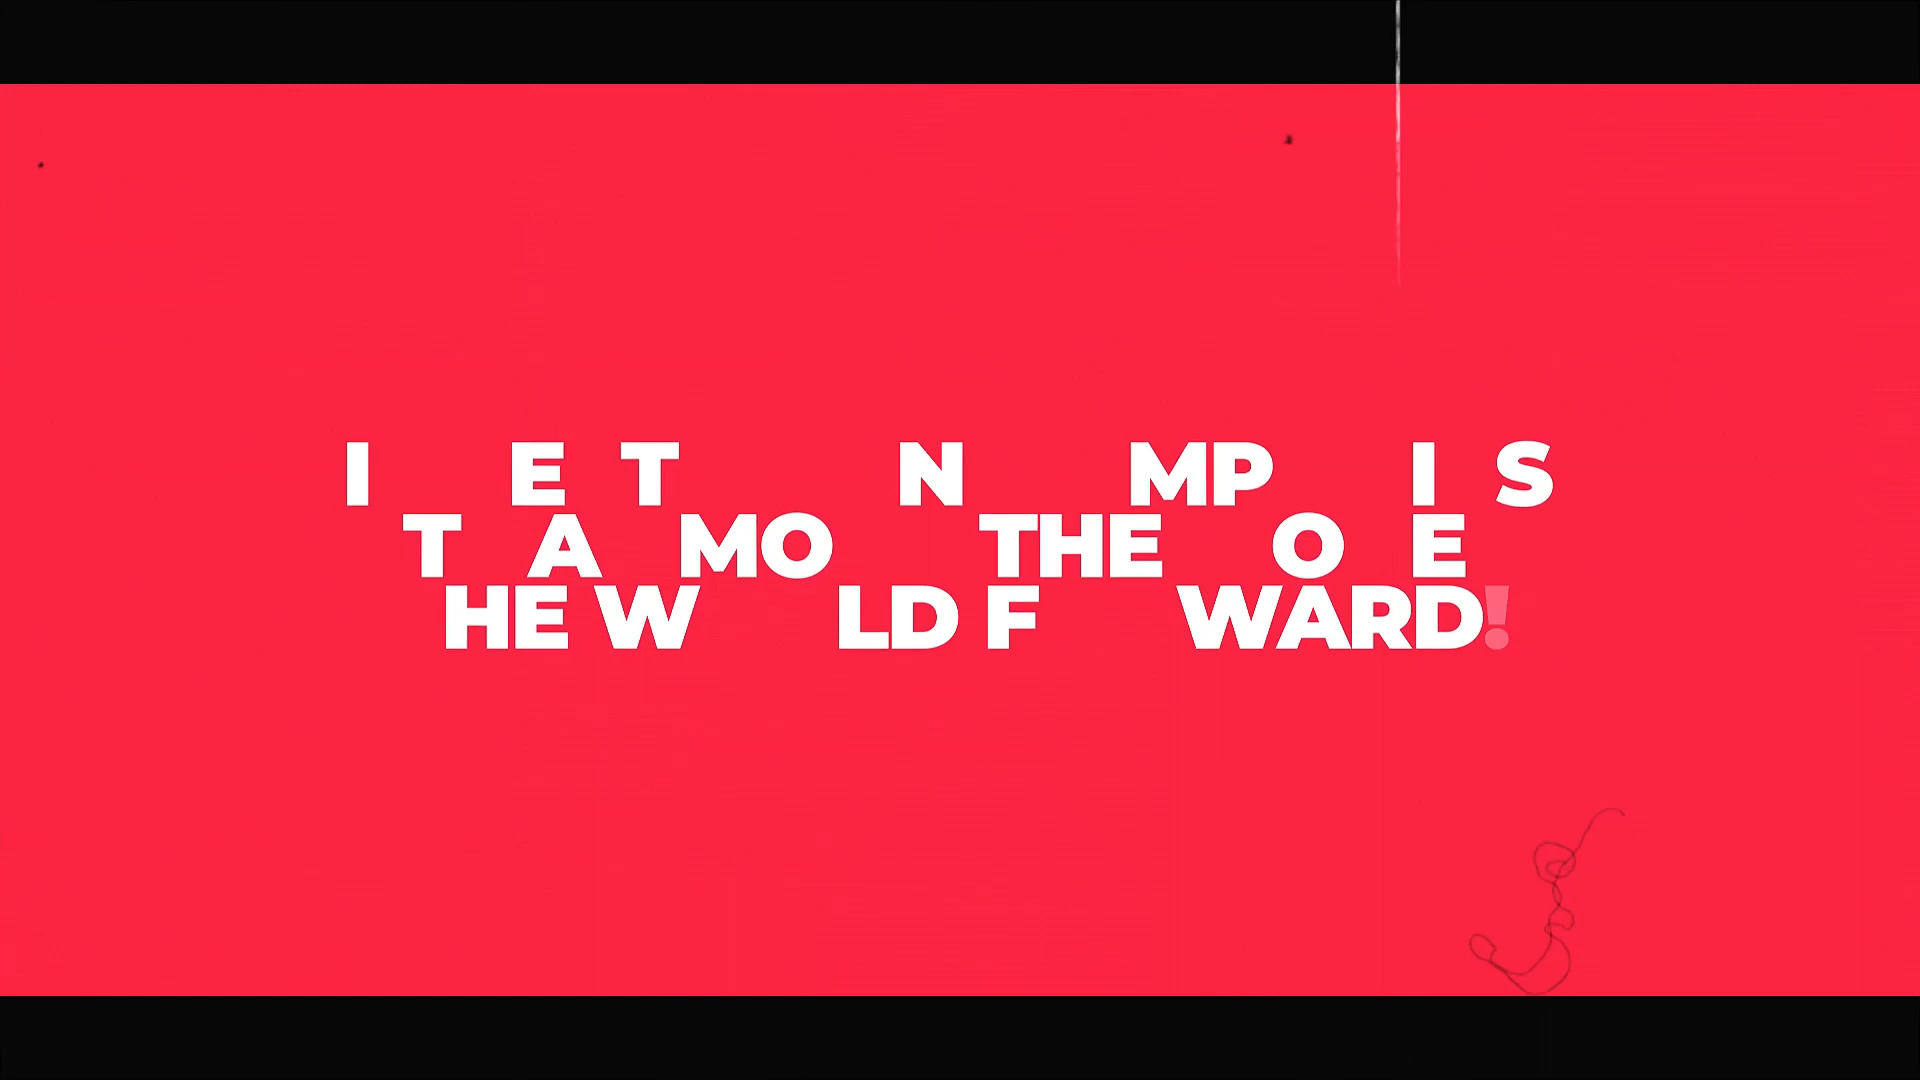 I E T N MP I S
T A MO THE O E
HE W LD F WARD!